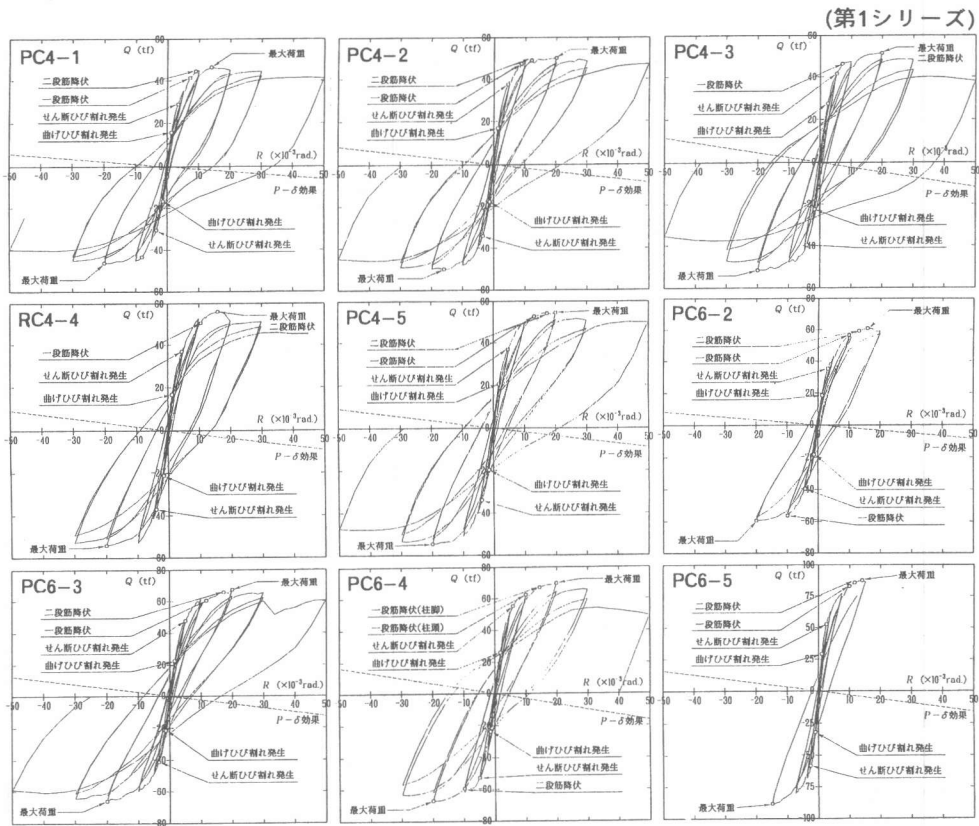 (第1シリーズ)
PC4-1
Q (tf)
最大荷重
二段筋降伏
一段筋降伏
せん断ひび割れ発生
曲げひび割れ発生
R (×10⁻³rad.)
P-δ効果
曲げひび割れ発生
せん断ひび割れ発生
最大荷重
PC4-2
Q (tf)
最大荷重
二段筋降伏
一段筋降伏
せん断ひび割れ発生
曲げひび割れ発生
R (×10⁻³rad.)
P-δ効果
曲げひび割れ発生
せん断ひび割れ発生
最大荷重
PC4-3
Q (tf)
最大荷重
二段筋降伏
一段筋降伏
せん断ひび割れ発生
曲げひび割れ発生
R (×10⁻³rad.)
P-δ効果
曲げひび割れ発生
せん断ひび割れ発生
最大荷重
RC4-4
Q (tf)
最大荷重
二段筋降伏
一段筋降伏
せん断ひび割れ発生
曲げひび割れ発生
R (×10⁻³rad.)
P-δ効果
曲げひび割れ発生
せん断ひび割れ発生
最大荷重
PC4-5
Q (tf)
最大荷重
二段筋降伏
一段筋降伏
せん断ひび割れ発生
曲げひび割れ発生
R (×10⁻³rad.)
P-δ効果
曲げひび割れ発生
せん断ひび割れ発生
最大荷重
PC6-2
Q (tf)
最大荷重
二段筋降伏
一段筋降伏
せん断ひび割れ発生
曲げひび割れ発生
R (×10⁻³rad.)
P-δ効果
曲げひび割れ発生
せん断ひび割れ発生
一段筋降伏
最大荷重
PC6-3
Q (tf)
最大荷重
二段筋降伏
一段筋降伏
せん断ひび割れ発生
曲げひび割れ発生
R (×10⁻³rad.)
P-δ効果
曲げひび割れ発生
せん断ひび割れ発生
最大荷重
PC6-4
Q (tf)
最大荷重
一段筋降伏(柱脚)
一段筋降伏(柱頭)
せん断ひび割れ発生
曲げひび割れ発生
R (×10⁻³rad.)
P-δ効果
曲げひび割れ発生
せん断ひび割れ発生
二段筋降伏
最大荷重
PC6-5
Q (tf)
最大荷重
二段筋降伏
一段筋降伏
せん断ひび割れ発生
曲げひび割れ発生
R (×10⁻³rad.)
P-δ効果
曲げひび割れ発生
せん断ひび割れ発生
最大荷重